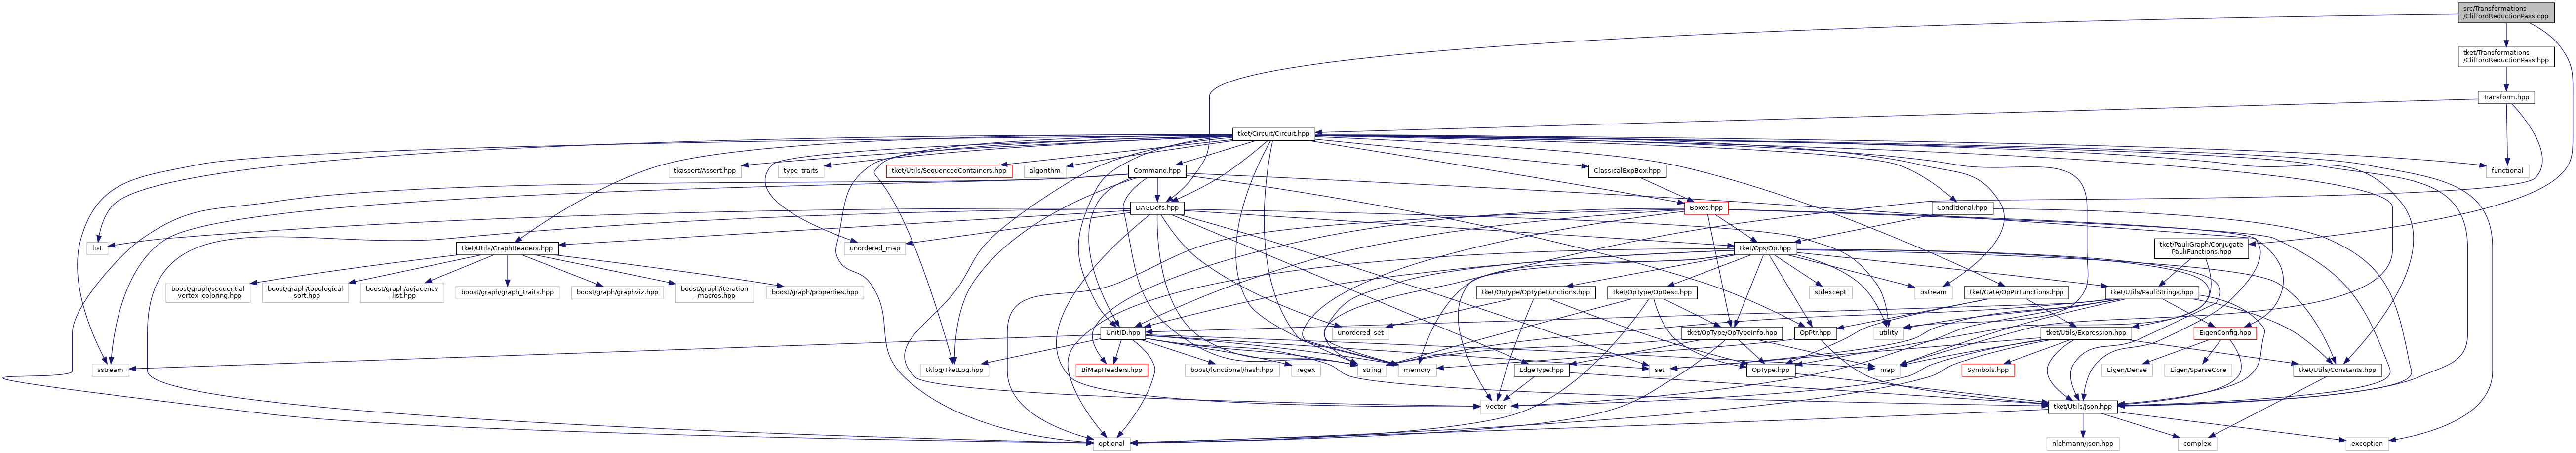 src/Transformations
/CliffordReductionPass.cpp
tket/Transformations
/CliffordReductionPass.hpp
Transform.hpp
tket/Circuit/Circuit.hpp
tkassert/Assert.hpp
type_traits
tket/Utils/SequencedContainers.hpp
algorithm
Command.hpp
ClassicalExpBox.hpp
functional
DAGDefs.hpp
Boxes.hpp
Conditional.hpp
list
tket/Utils/GraphHeaders.hpp
unordered_map
tket/Ops/Op.hpp
tket/PauliGraph/Conjugate
PauliFunctions.hpp
boost/graph/sequential
_vertex_coloring.hpp
boost/graph/topological
_sort.hpp
boost/graph/adjacency
_list.hpp
boost/graph/graph_traits.hpp
boost/graph/graphviz.hpp
boost/graph/iteration
_macros.hpp
boost/graph/properties.hpp
tket/OpType/OpTypeFunctions.hpp
tket/OpType/OpDesc.hpp
stdexcept
ostream
tket/Gate/OpPtrFunctions.hpp
tket/Utils/PauliStrings.hpp
UnitID.hpp
unordered_set
tket/OpType/OpTypeInfo.hpp
OpPtr.hpp
utility
tket/Utils/Expression.hpp
EigenConfig.hpp
sstream
tklog/TketLog.hpp
BiMapHeaders.hpp
boost/functional/hash.hpp
regex
string
memory
EdgeType.hpp
set
OpType.hpp
map
Symbols.hpp
Eigen/Dense
Eigen/SparseCore
tket/Utils/Constants.hpp
vector
tket/Utils/Json.hpp
optional
nlohmann/json.hpp
complex
exception